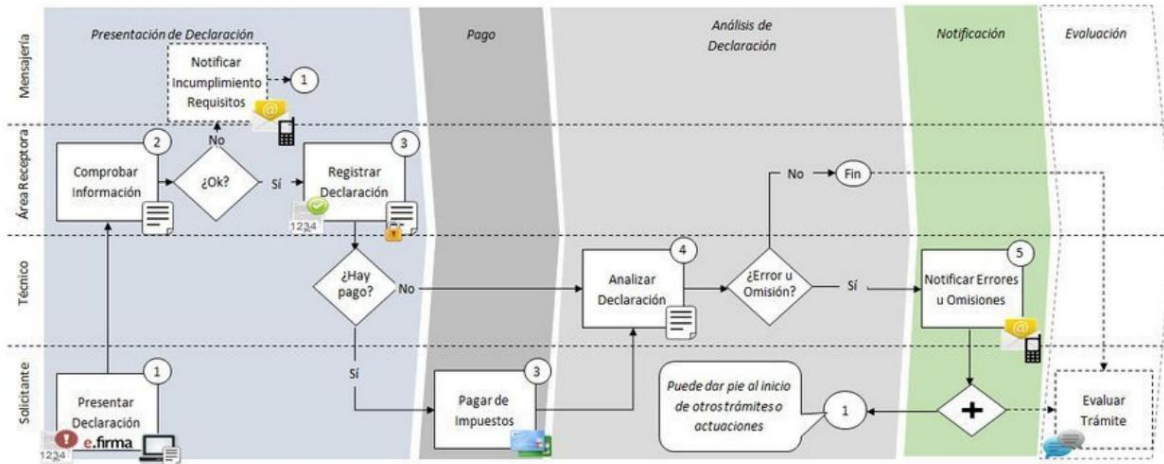 Presentación de Declaración
Pago
Análisis de
Declaración
Notificación
Evaluación
Mensajería
Notificar
Incumplimiento
Requisitos
1
@
No
Área Receptora
Comprobar
Información
2
¿Ok?
Sí
Registrar
Declaración
3
1234
No
Fin
Técnico
¿Hay
pago?
No
Analizar
Declaración
4
¿Error u
Omisión?
Sí
Notificar Errores
u Omisiones
5
@
Sí
Solicitante
Presentar
Declaración
1
1234
e.firma
Pagar de
Impuestos
3
Puede dar pie al inicio
de otros trámites o
actuaciones
1
+
Evaluar
Trámite